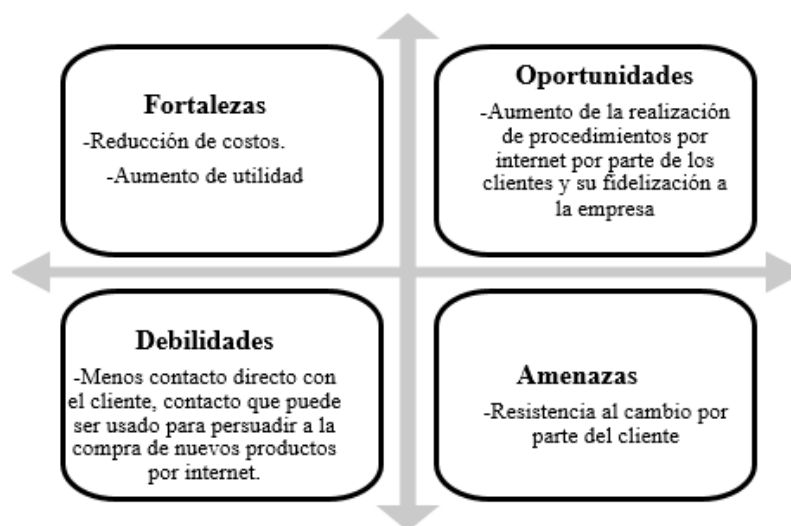 Fortalezas
-Reducción de costos.
-Aumento de utilidad
Oportunidades
-Aumento de la realización
de procedimientos por
internet por parte de los
clientes y su fidelización a
la empresa
Debilidades
-Menos contacto directo con
el cliente, contacto que puede
ser usado para persuadir a la
compra de nuevos productos
por internet.
Amenazas
-Resistencia al cambio por
parte del cliente